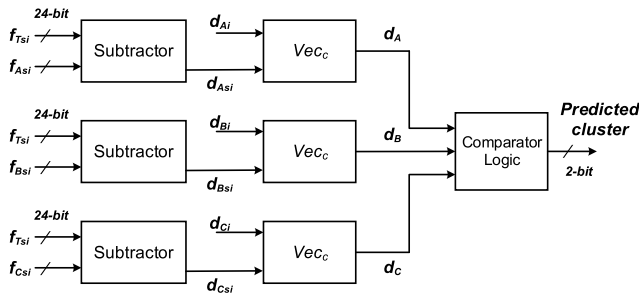 24-bit
f_Tsi
f_Asi
Subtractor
d_Ai
d_Asi
Vec_c
d_A
24-bit
f_Tsi
f_Bsi
Subtractor
d_Bi
d_Bsi
Vec_c
d_B
24-bit
f_Tsi
f_Csi
Subtractor
d_Ci
d_Csi
Vec_c
d_C
Comparator
Logic
Predicted
cluster
2-bit